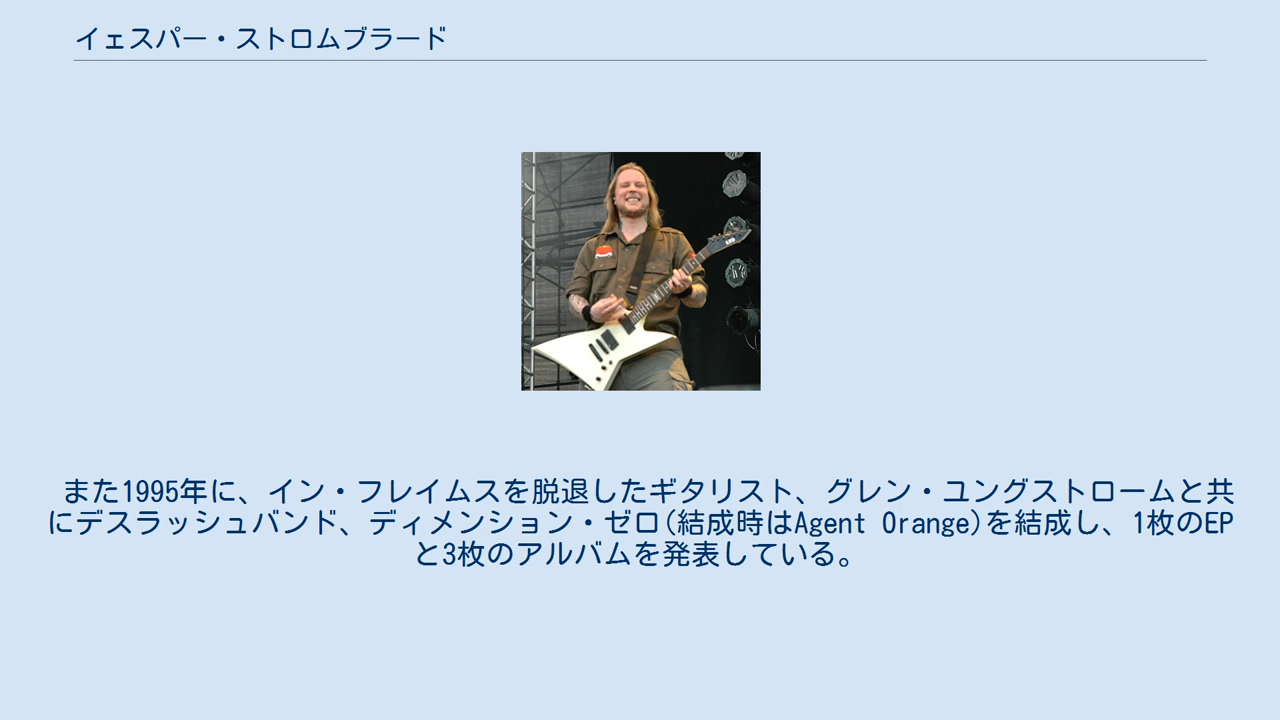 イェスパー・ストロムブラード
また1995年に、イン・フレイムスを脱退したギタリスト、グレン・ユングストロームと共
にデスラッシュバンド、ディメンション・ゼロ(結成時はAgent Orange)を結成し、1枚のEP
と3枚のアルバムを発表している。